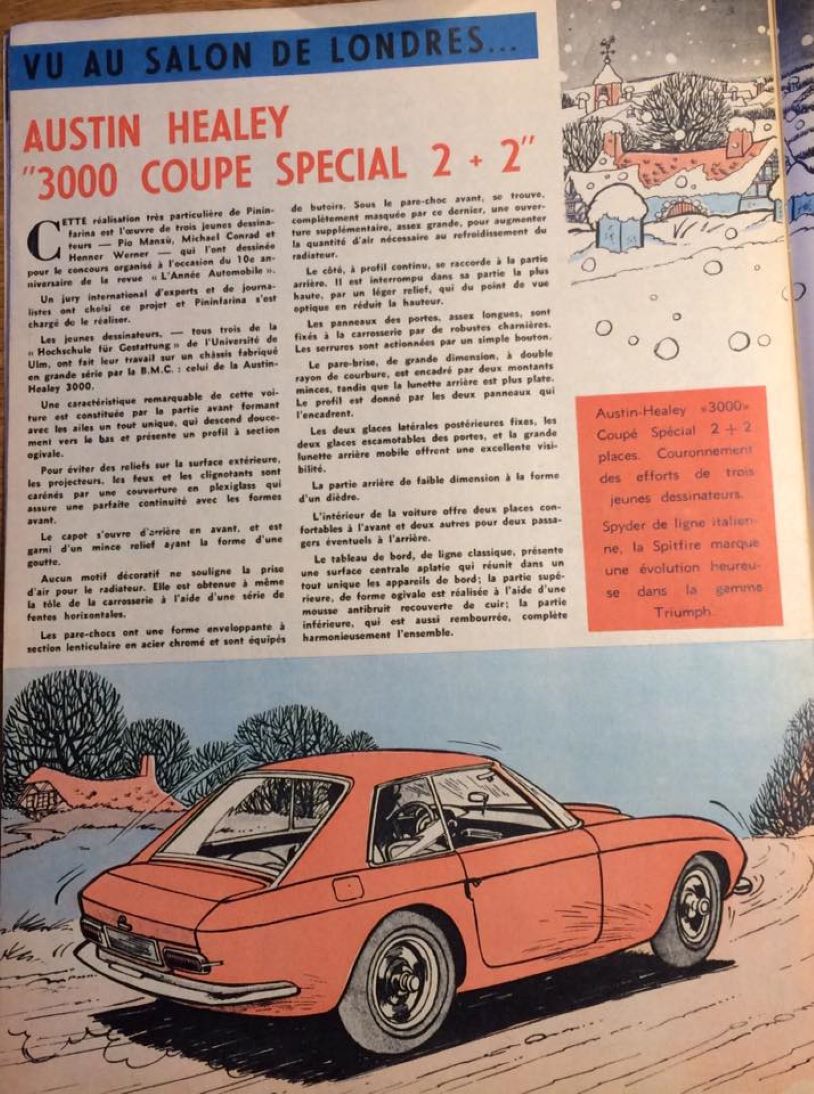 VU AU SALON DE LONDRES...
AUSTIN HEALEY
"3000 COUPE SPECIAL 2 + 2"
CETTE réalisation très particulière de Pinin-
farina est l'œuvre de trois jeunes dessina-
teurs — Pio Manxù, Michael Conrad et
Henner Werner — qui l'ont dessinée
pour le concours organisé à l'occasion du 10e an-
niversaire de la revue « L'Année Automobile ».
Un jury international d'experts et de journa-
listes ont choisi ce projet et Pininfarina s'est
chargé de le réaliser.
Les jeunes dessinateurs, — tous trois de la
« Hochschule für Gestattung » de l'Université de
Ulm, ont fait leur travail sur un châssis fabriqué
en grande série par la B.M.C. : celui de la Austin-
Healey 3000.
Une caractéristique remarquable de cette voi-
ture est constituée par la partie avant formant
avec les ailes un tout unique, qui descend douce-
ment vers le bas et présente un profil à section
ogivale.
Pour éviter des reliefs sur la surface extérieure,
les projecteurs, les feux et les clignotants sont
carénés par une couverture en plexiglast qui
assure une parfaite continuité avec les formes
avant.
Le capot s'ouvre d'arrière en avant, et est
garni d'un mince relief ayant la forme d'une
goutte.
Aucun motif décoratif ne souligne la prise
d'air pour le radiateur. Elle est obtenue à même
la tôle de la carrosserie à l'aide d'une série de
fentes horizontales.
Les pare-chocs ont une forme enveloppante à
section lenticulaire en acier chromé et sont équipés
de butoirs. Sous le pare-choc avant, se trouve,
complètement masquée par ce dernier, une ouver-
ture supplémentaire, assez grande, pour augmenter
la quantité d'air nécessaire au refroidissement du
radiateur.
Le côté, à profil continu, se raccorde à la partie
arrière. Il est interrompu dans sa partie la plus
haute, par un léger relief, qui du point de vue
optique en réduit la hauteur.
Les panneaux des portes, assex longues, sont
fixés à la carrosserie par de robustes charnières.
Les serrures sont actionnées par un simple bouton.
Le pare-brise, de grande dimension, à double
rayon de courbure, est encadré par deux montants
minces, tandis que la lunette arrière est plus plate.
Le profil est donné par les deux panneaux qui
l'encadrent.
Les deux glaces latérales postérieures fixes, les
deux glaces escamotables des portes, et la grande
lunette arrière mobile offrent une excellente visi-
bilité.
La partie arrière de faible dimension à la forme
d'un dièdre.
L'intérieur de la voiture offre deux places con-
fortables à l'avant et deux autres pour deux passa-
gers éventuels à l'arrière.
Le tableau de bord, de ligne classique, présente
une surface centrale aplatie qui réunit dans un
tout unique les appareils de bord ; la partie supé-
rieure, de forme ogivale est réalisée à l'aide d'une
mousse antibruit recouverte de cuir; la partie
inférieure, qui est aussi rembourrée, complète
harmonieusement l'ensemble.
Austin-Healey «3000»
Coupé Spécial 2 + 2
places. Couronnement
des efforts de trois
jeunes dessinateurs.
Spyder de ligne italien-
ne, la Spitfire marque
une évolution heureu-
se dans la gamme
Triumph.